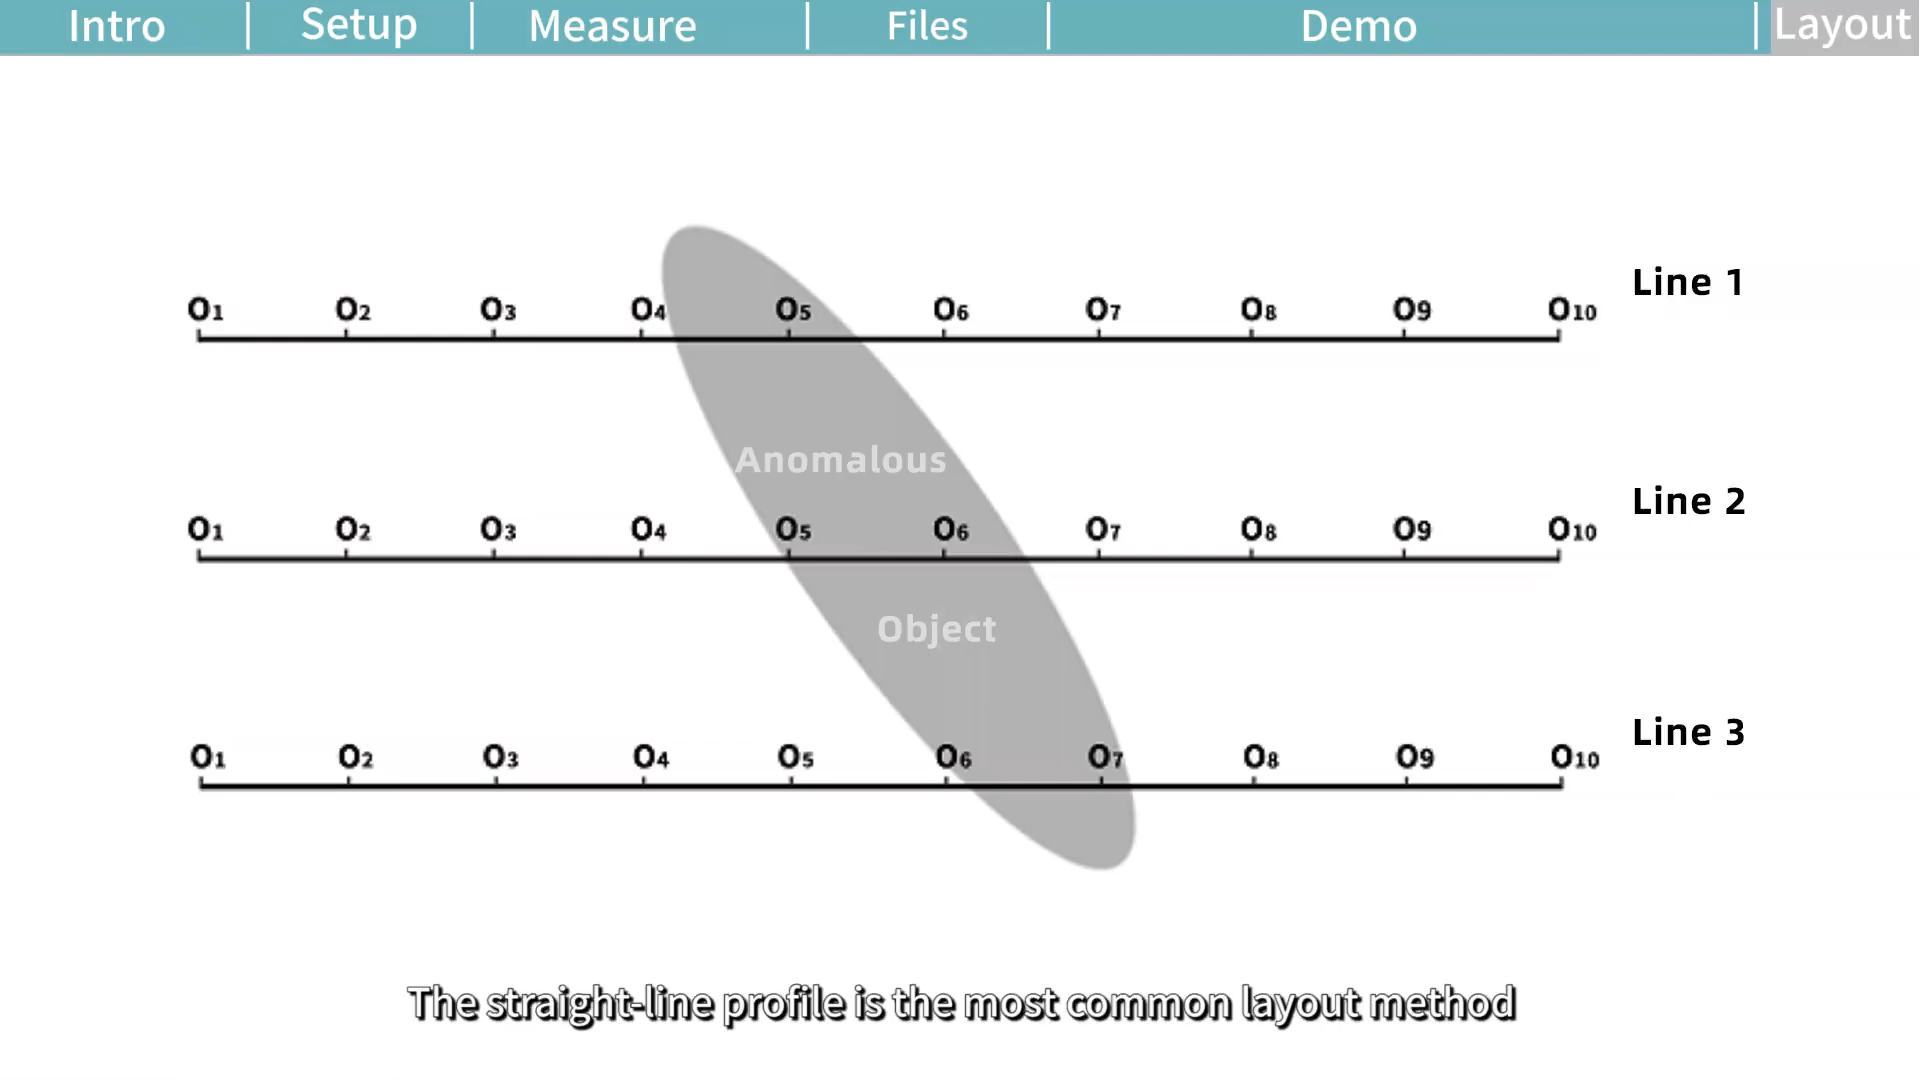 Intro | Setup | Measure | Files | Demo | Layout
Line 1
O1 O2 O3 O4 O5 O6 O7 O8 O9 O10
Anomalous
Line 2
O1 O2 O3 O4 O5 O6 O7 O8 O9 O10
Object
Line 3
O1 O2 O3 O4 O5 O6 O7 O8 O9 O10
The straight-line profile is the most common layout method